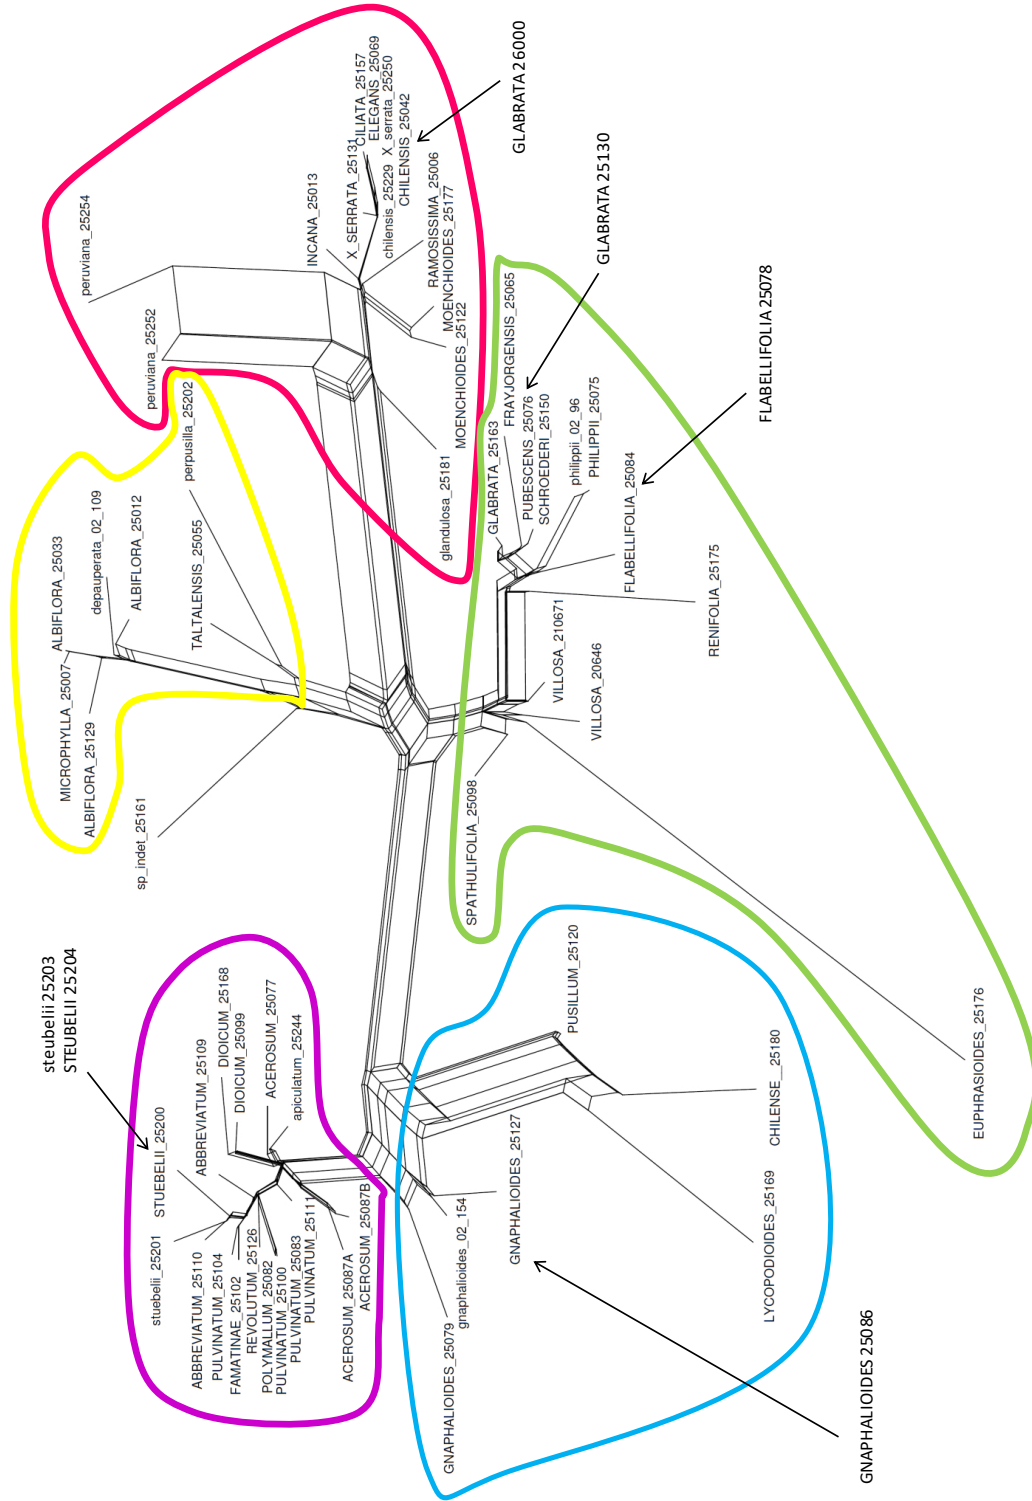 steubelii 25203
STEUBELII 25204
GLABRATA 26000
GLABRATA 25130
FLABELLIFOLIA 25078
GNAPHALIOIDES 25086
peruviana_25254
peruviana_25252
INCANA_25013
X_SERRATA_25131
CILIATA_25157
ELEGANS_25069
X_serrata_25250
chilensis_25229
CHILENSIS_25042
RAMOSISSIMA_25006
MOENCHIOIDES_25177
MOENCHIOIDES_25122
glandulosa_25181
perpusilla_25202
TALTALENSIS_25055
ALBIFLORA_25033
depauperata_02_109
ALBIFLORA_25012
MICROPHYLLA_25007
ALBIFLORA_25129
sp_indet_25161
FRAYJORGENSIS_25065
GLABRATA_25163
PUBESCENS_25076
SCHROEDERI_25150
philippii_02_96
PHILIPPII_25075
FLABELLIFOLIA_25084
RENIFOLIA_25175
VILLOSA_210671
VILLOSA_20646
SPATHULIFOLIA_25098
EUPHRASIOIDES_25176
PUSILLUM_25120
CHILENSE__25180
LYCOPODIOIDES_25169
GNAPHALIOIDES_25127
gnaphalioides_02_154
GNAPHALIOIDES_25079
DIOICUM_25168
DIOICUM_25099
ACEROSUM_25077
apiculatum_25244
ABBREVIATUM_25109
STUEBELII_25200
stuebelii_25201
ABBREVIATUM_25110
PULVINATUM_25104
FAMATINAE_25102
REVOLUTUM_25126
POLYMALLUM_25082
PULVINATUM_25100
PULVINATUM_25083
PULVINATUM_25111
ACEROSUM_25087A
ACEROSUM_25087B